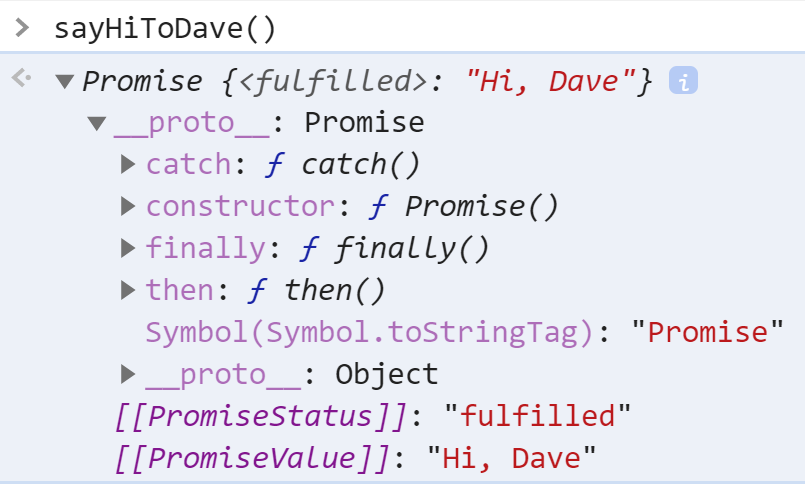 > sayHiToDave()
Promise {<fulfilled>: "Hi, Dave"} i
__proto__: Promise
catch: ƒ catch()
constructor: ƒ Promise()
finally: ƒ finally()
then: ƒ then()
Symbol(Symbol.toStringTag): "Promise"
__proto__: Object
[[PromiseStatus]]: "fulfilled"
[[PromiseValue]]: "Hi, Dave"